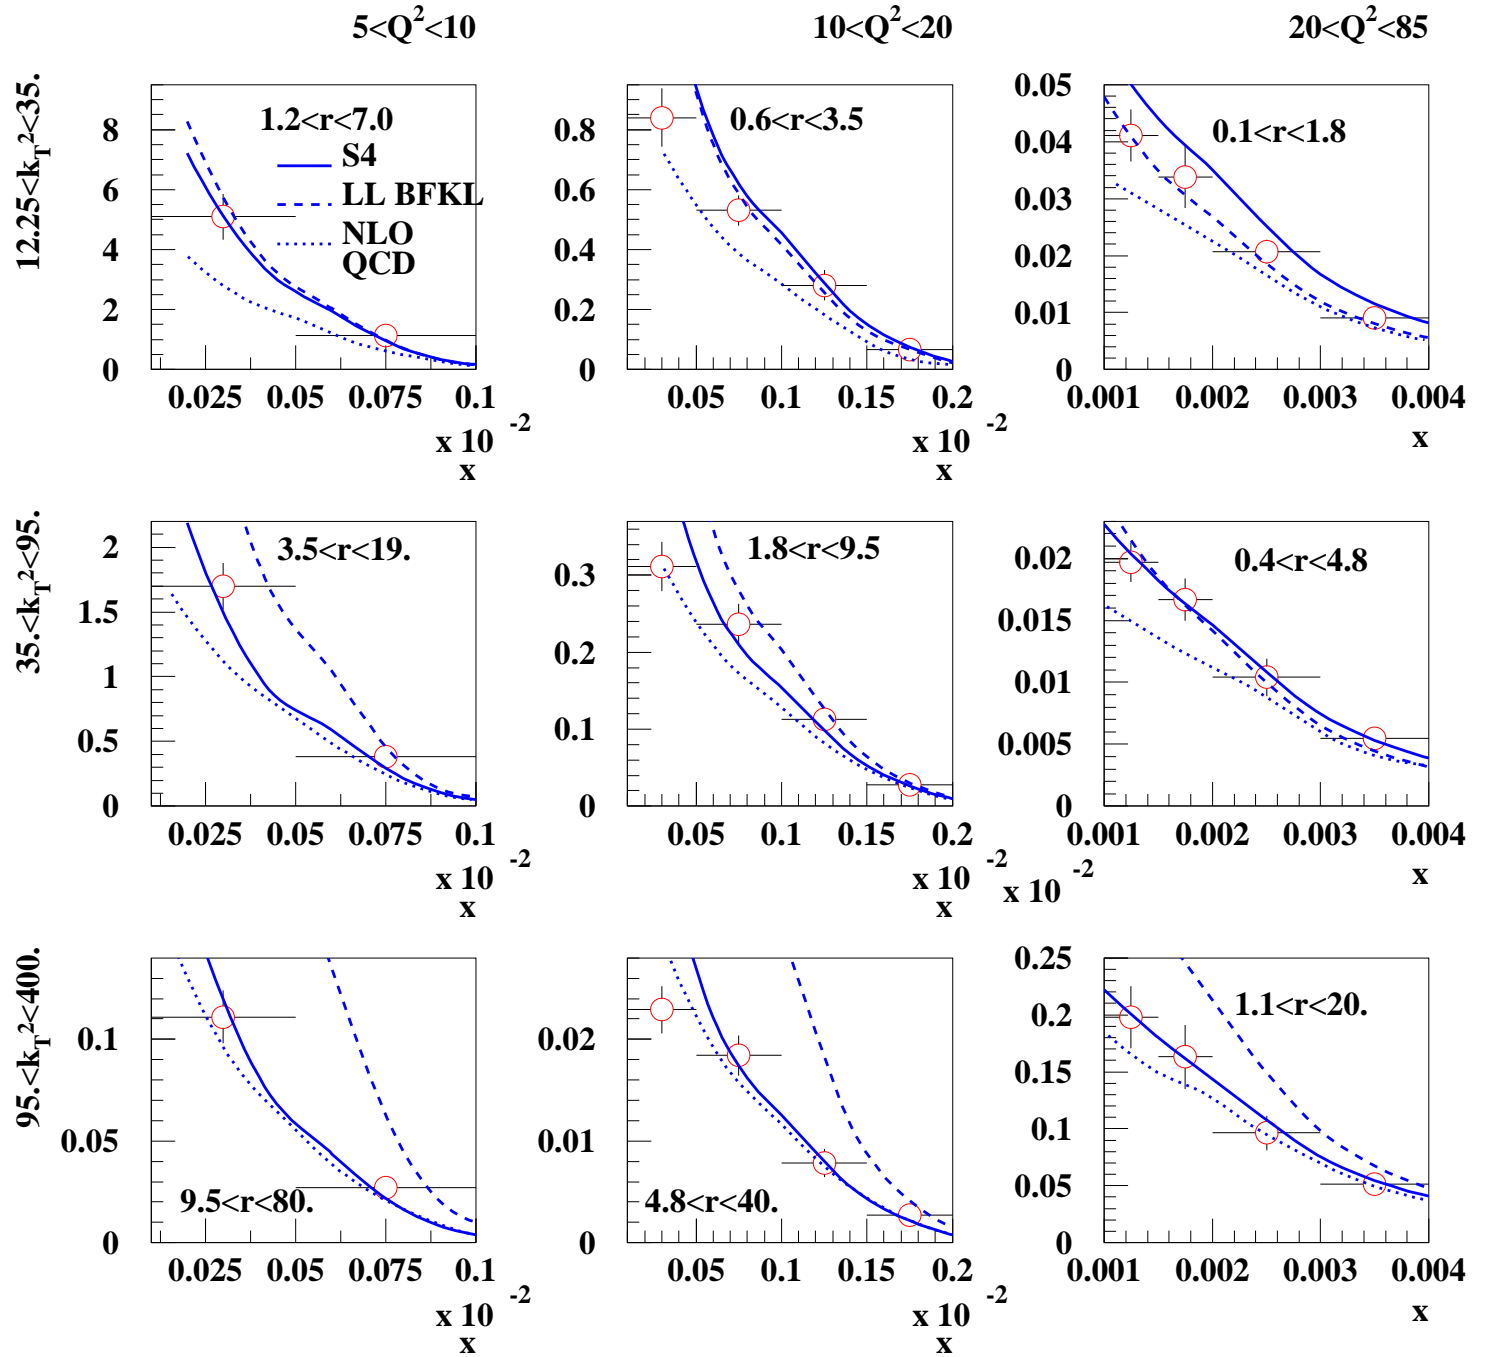 5<Q²<10
10<Q²<20
20<Q²<85
12.25<k_T²<35.
8
6
4
2
0
1.2<r<7.0
S4
LL BFKL
NLO
QCD
0.025 0.05 0.075 0.1
x 10⁻²
x
0.8
0.6
0.4
0.2
0
0.6<r<3.5
0.05 0.1 0.15 0.2
x 10⁻²
x
0.05
0.04
0.03
0.02
0.01
0
0.1<r<1.8
0.001 0.002 0.003 0.004
x
35.<k_T²<95.
2
1.5
1
0.5
0
3.5<r<19.
0.025 0.05 0.075 0.1
x 10⁻²
x
0.3
0.2
0.1
0
1.8<r<9.5
0.05 0.1 0.15 0.2
x 10⁻²
x
0.02
0.015
0.01
0.005
0
0.4<r<4.8
0.001 0.002 0.003 0.004
x
x 10⁻²
95.<k_T²<400.
0.1
0.05
0
9.5<r<80.
0.025 0.05 0.075 0.1
x 10⁻²
x
0.02
0.01
0
4.8<r<40.
0.05 0.1 0.15 0.2
x 10⁻²
x
0.25
0.2
0.15
0.1
0.05
0
1.1<r<20.
0.001 0.002 0.003 0.004
x